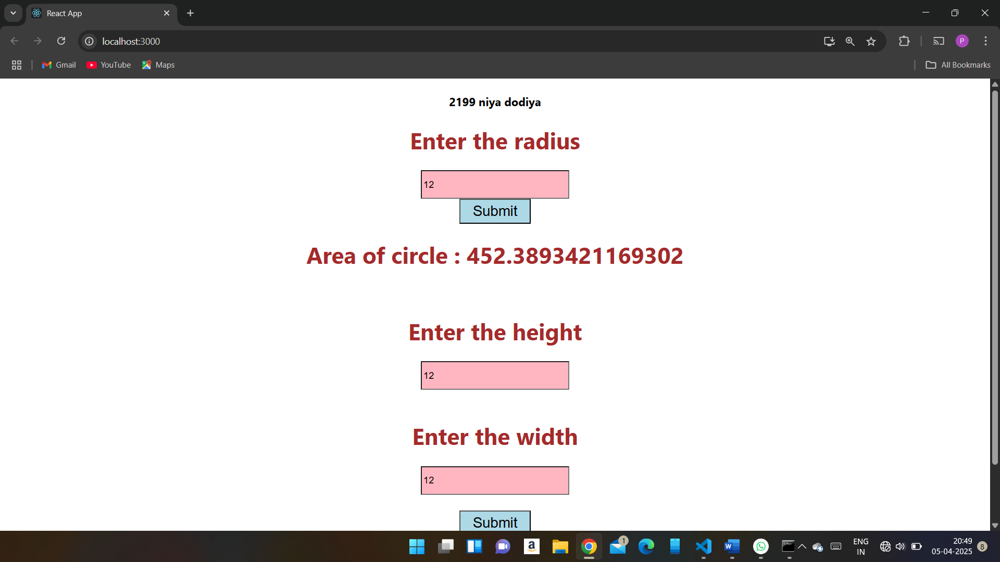 React App
localhost:3000
P
Gmail
YouTube
Maps
All Bookmarks
2199 niya dodiya
Enter the radius
12
Submit
Area of circle : 452.3893421169302
Enter the height
12
Enter the width
12
Submit
1
ENG
IN
20:49
05-04-2025
8